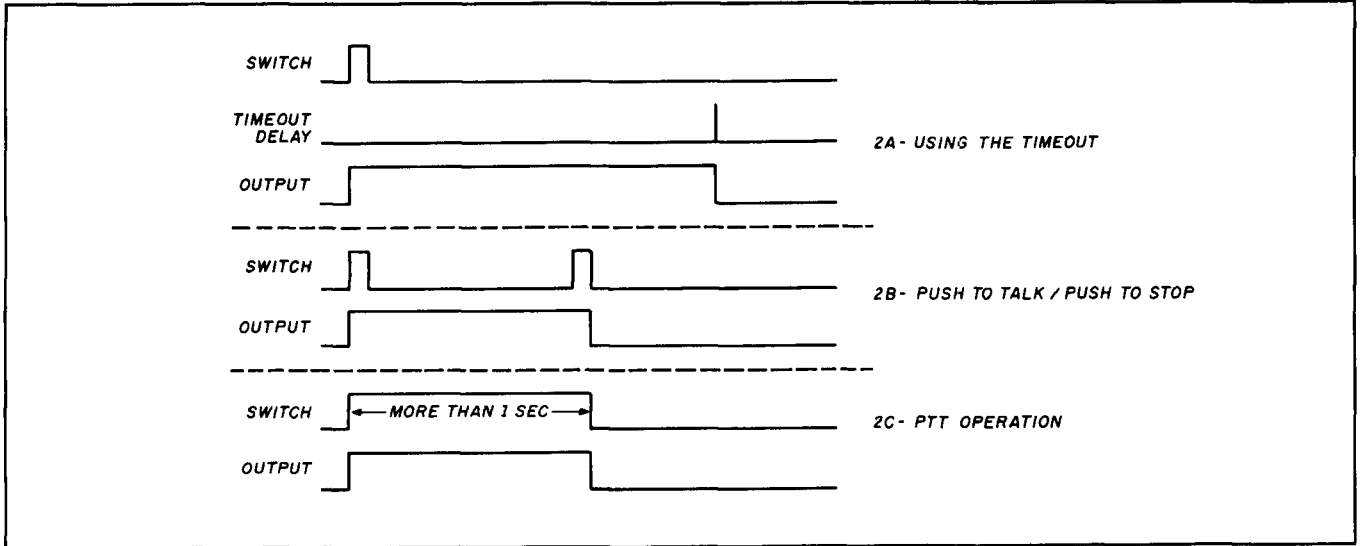 SWITCH
TIMEOUT
DELAY
2A- USING THE TIMEOUT
OUTPUT
SWITCH
2B- PUSH TO TALK / PUSH TO STOP
OUTPUT
SWITCH
MORE THAN 1 SEC
2C- PTT OPERATION
OUTPUT